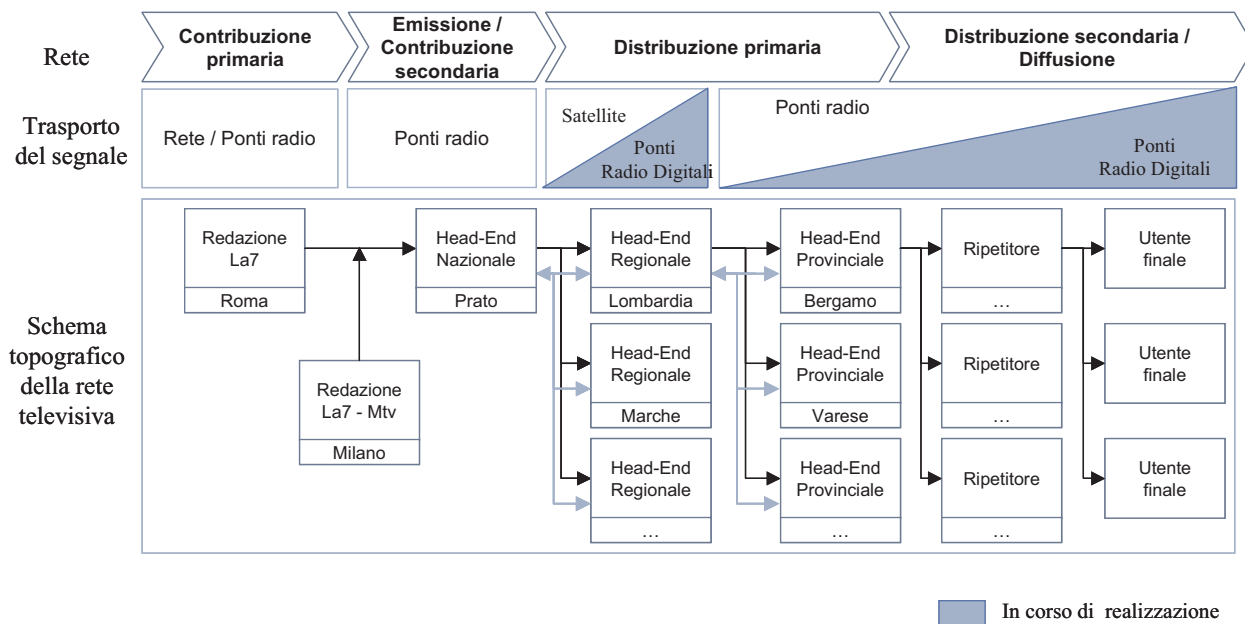 Rete
Contribuzione
primaria
Emissione /
Contribuzione
secondaria
Distribuzione primaria
Distribuzione secondaria /
Diffusione
Trasporto
del segnale
Rete / Ponti radio
Ponti radio
Satellite
Ponti
Radio Digitali
Ponti radio
Ponti
Radio Digitali
Schema
topografico
della rete
televisiva
Redazione
La7
Roma
Redazione
La7 - Mtv
Milano
Head-End
Nazionale
Prato
Head-End
Regionale
Lombardia
Head-End
Regionale
Marche
Head-End
Regionale
...
Head-End
Provinciale
Bergamo
Head-End
Provinciale
Varese
Head-End
Provinciale
...
Ripetitore
...
Ripetitore
...
Ripetitore
...
Utente
finale
Utente
finale
Utente
finale
In corso di realizzazione